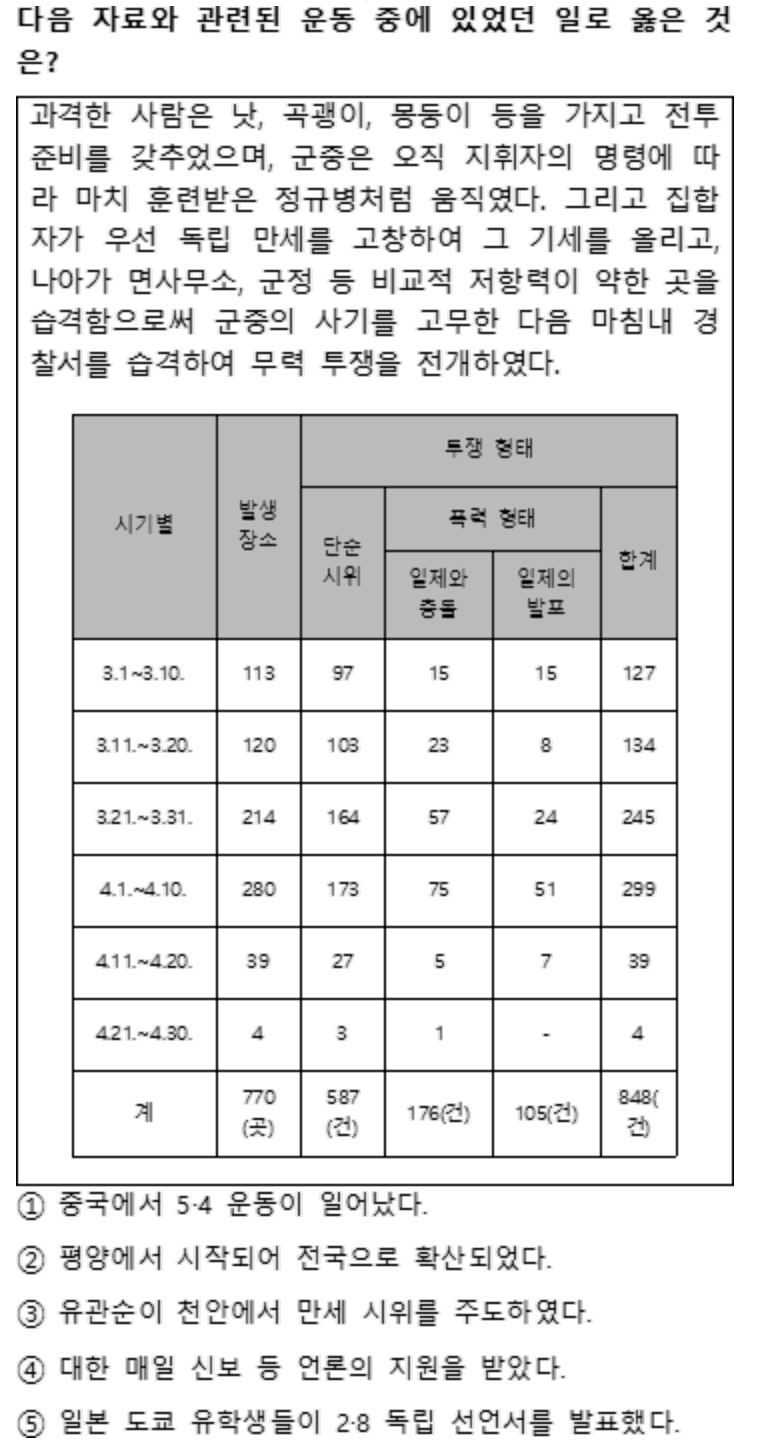 다음 자료와 관련된 운동 중에 있었던 일로 옳은 것
은?
과격한 사람은 낫, 곡괭이, 몽둥이 등을 가지고 전투
준비를 갖추었으며, 군중은 오직 지휘자의 명령에 따
라 마치 훈련받은 정규병처럼 움직였다. 그리고 집합
자가 우선 독립 만세를 고창하여 그 기세를 올리고,
나아가 면사무소, 군정 등 비교적 저항력이 약한 곳을
습격함으로써 군중의 사기를 고무한 다음 마침내 경
찰서를 습격하여 무력 투쟁을 전개하였다.
투쟁 형태
시기별 발생 장소 단순 시위 폭력 형태 합계
일제와 충돌 일제의 발포
3.1~3.10. 113 97 15 15 127
3.11.~3.20. 120 103 23 8 134
3.21.~3.31. 214 164 57 24 245
4.1.~4.10. 280 173 75 51 299
4.11.~4.20. 39 27 5 7 39
4.21.~4.30. 4 3 1 - 4
계 770(곳) 587(건) 176(건) 105(건) 848(건)
① 중국에서 5·4 운동이 일어났다.
② 평양에서 시작되어 전국으로 확산되었다.
③ 유관순이 천안에서 만세 시위를 주도하였다.
④ 대한 매일 신보 등 언론의 지원을 받았다.
⑤ 일본 도쿄 유학생들이 2·8 독립 선언서를 발표했다.